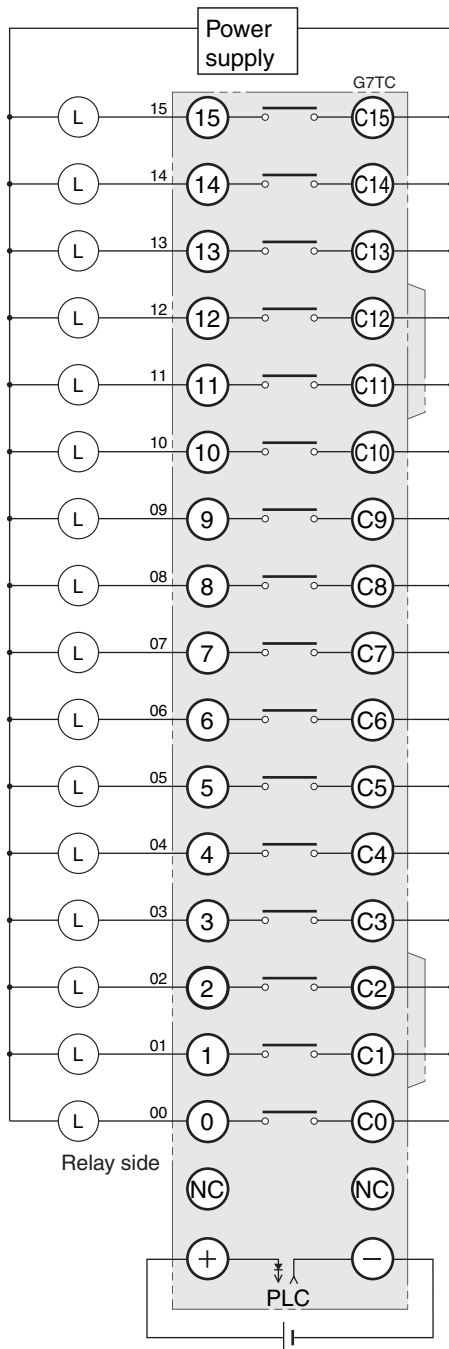 Power
supply
G7TC
L 15 15 C15
L 14 14 C14
L 13 13 C13
L 12 12 C12
L 11 11 C11
L 10 10 C10
L 09 9 C9
L 08 8 C8
L 07 7 C7
L 06 6 C6
L 05 5 C5
L 04 4 C4
L 03 3 C3
L 02 2 C2
L 01 1 C1
L 00 0 C0
Relay side
NC NC
+ −
PLC